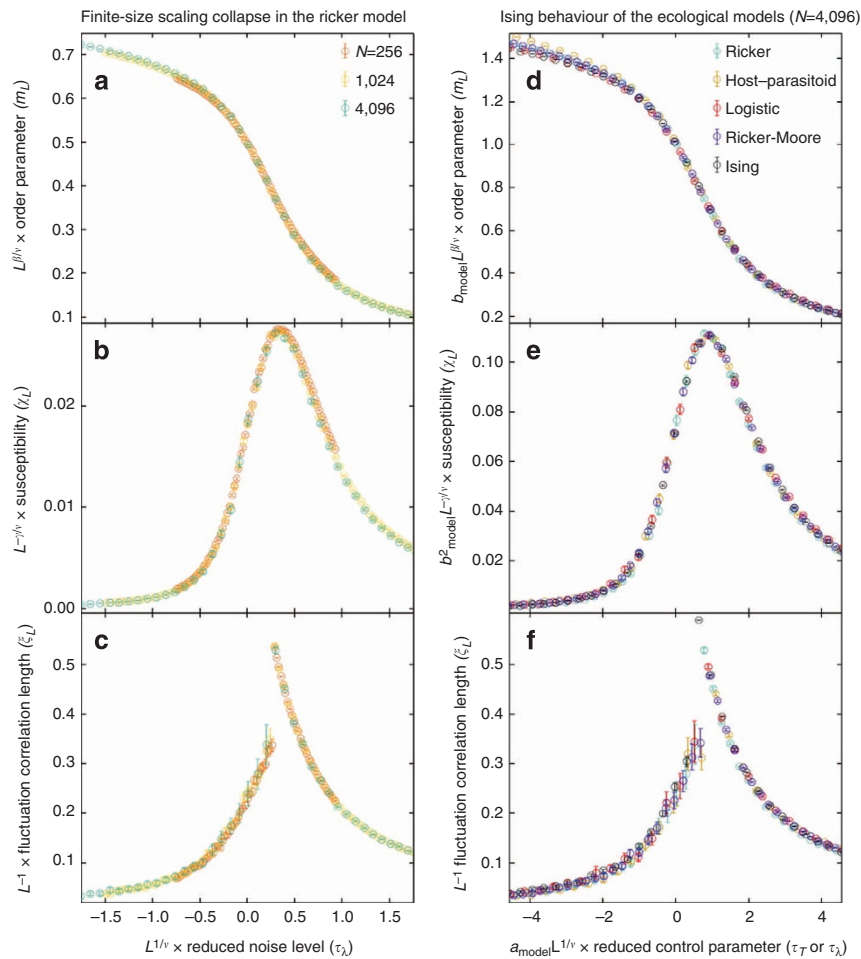 Finite-size scaling collapse in the ricker model
Ising behaviour of the ecological models (N=4,096)
a
N=256
1,024
4,096
L^β/ν × order parameter (m_L)
0.7
0.6
0.5
0.4
0.3
0.2
0.1
d
Ricker
Host–parasitoid
Logistic
Ricker-Moore
Ising
b_model L^β/ν × order parameter (m_L)
1.4
1.2
1.0
0.8
0.6
0.4
0.2
b
L^−γ/ν × susceptibility (χ_L)
0.02
0.01
0.00
e
b²_model L^−γ/ν × susceptibility (χ_L)
0.10
0.08
0.06
0.04
0.02
c
L^−1 × fluctuation correlation length (ξ_L)
0.5
0.4
0.3
0.2
0.1
−1.5 −1.0 −0.5 0.0 0.5 1.0 1.5
L^1/ν × reduced noise level (τ_λ)
f
L^−1 fluctuation correlation length (ξ_L)
0.5
0.4
0.3
0.2
0.1
−4 −2 0 2 4
a_model L^1/ν × reduced control parameter (τ_T or τ_λ)